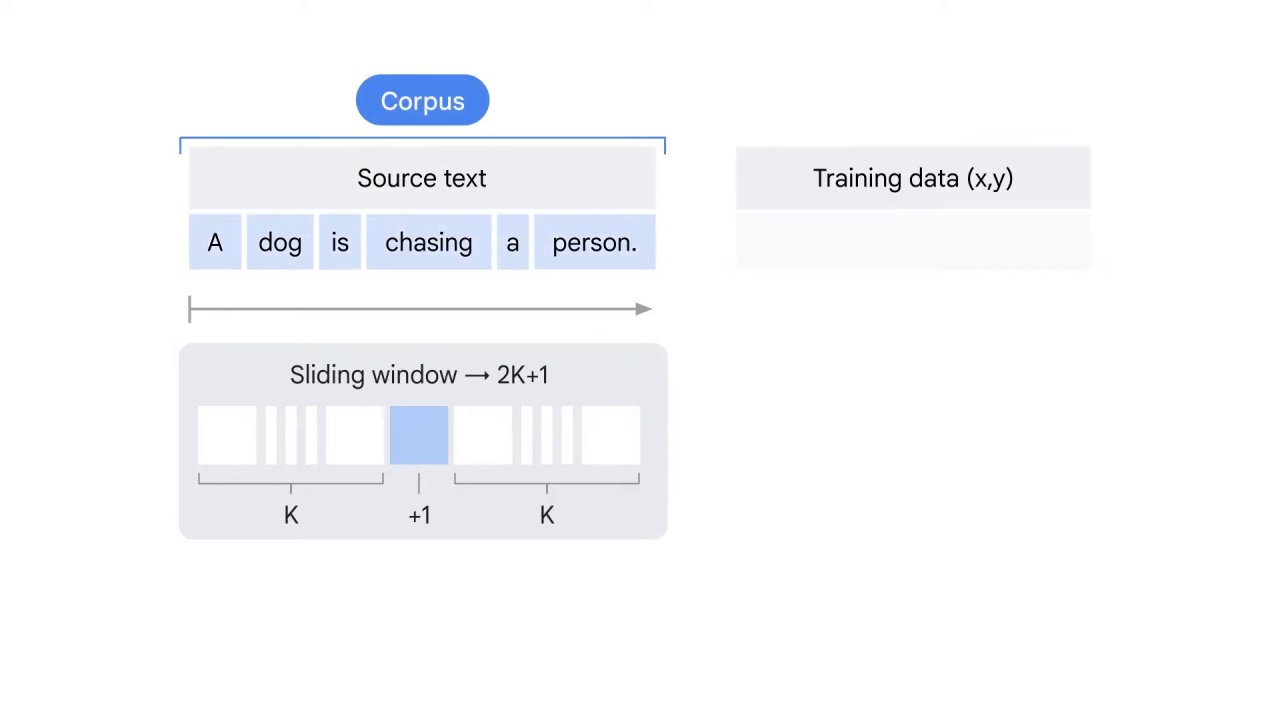 Corpus
Source text
A dog is chasing a person.
Training data (x,y)
Sliding window → 2K+1
K +1 K